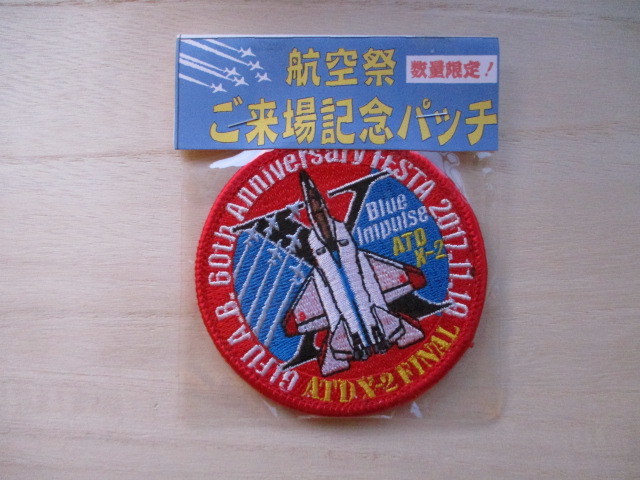 航空祭
数量限定!
ご来場記念パッチ
GIFU A.B. 60th Anniversary FESTA 2017.11.19
Blue
Impulse
ATD
X-2
X
ATD X-2 FINAL